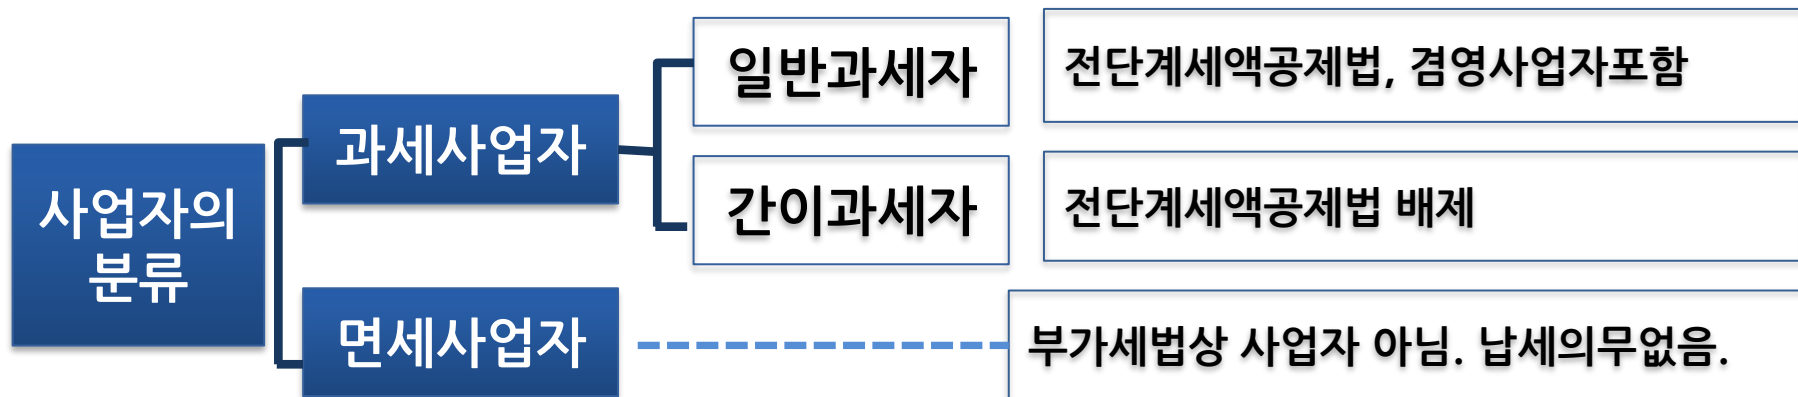 사업자의
분류
과세사업자
일반과세자
전단계세액공제법, 겸영사업자포함
간이과세자
전단계세액공제법 배제
면세사업자
부가세법상 사업자 아님. 납세의무없음.